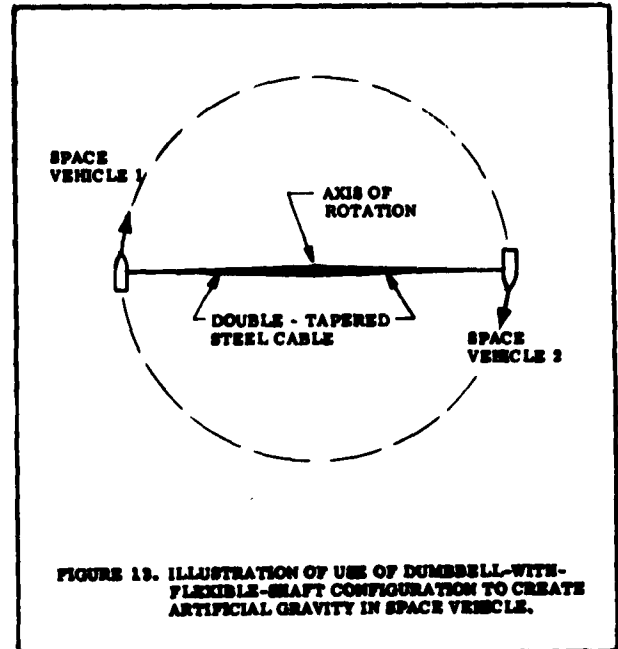 SPACE
VEHICLE 1
AXIS OF
ROTATION
DOUBLE - TAPERED
STEEL CABLE
SPACE
VEHICLE 2
FIGURE 13. ILLUSTRATION OF USE OF DUMBBELL-WITH-
FLEXIBLE-SHAFT CONFIGURATION TO CREATE
ARTIFICIAL GRAVITY IN SPACE VEHICLE.